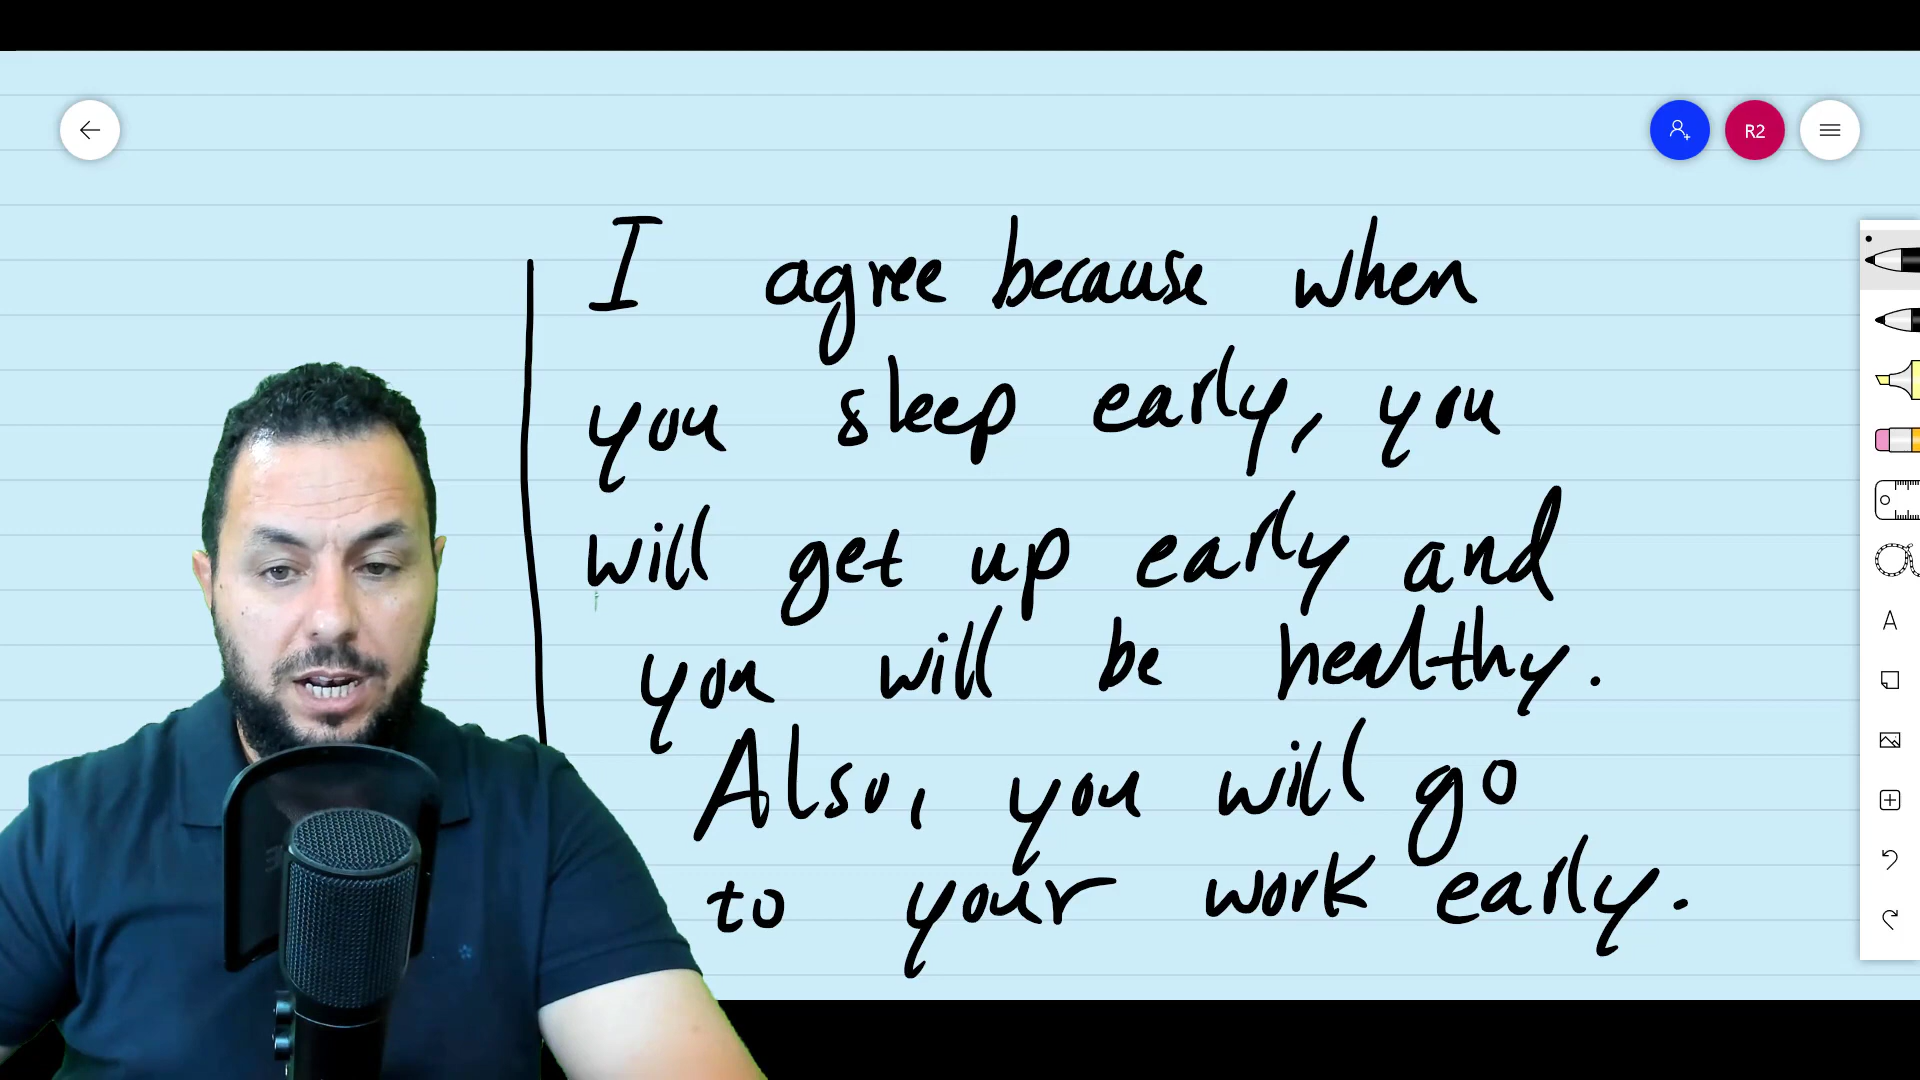 R2
I agree because when
you sleep early, you
will get up early and
you will be healthy.
Also, you will go
to your work early.
A